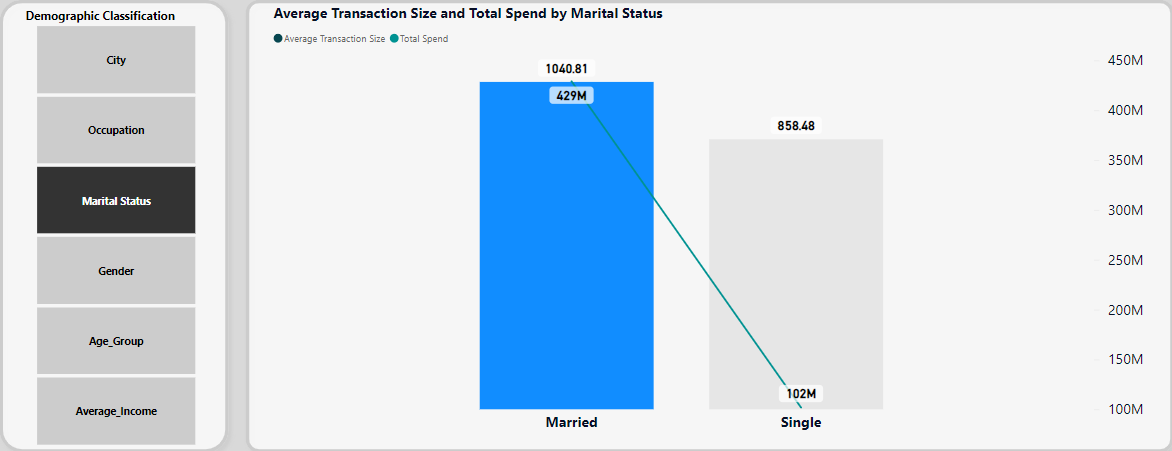 Demographic Classification
City
Occupation
Marital Status
Gender
Age_Group
Average_Income
Average Transaction Size and Total Spend by Marital Status
Average Transaction Size Total Spend
1040.81
429M
858.48
102M
Married
Single
450M
400M
350M
300M
250M
200M
150M
100M